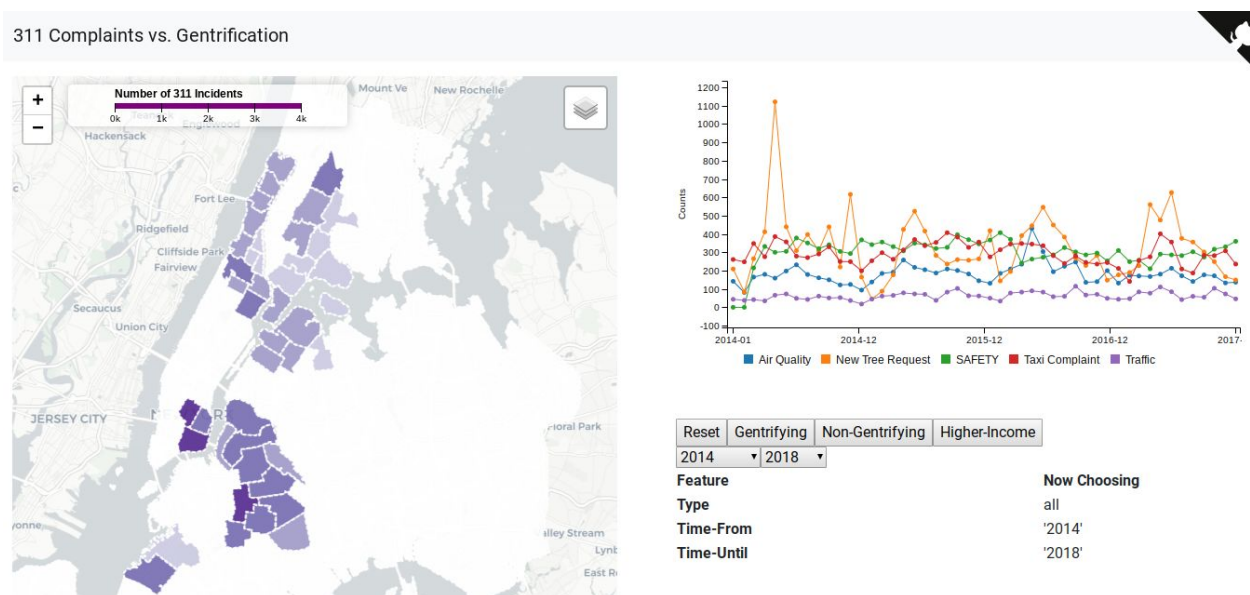 311 Complaints vs. Gentrification
+
−
Number of 311 Incidents
0k 1k 2k 3k 4k
Mount Ve
New Rochelle
Teaneck
Englewood
Hackensack
Fort Lee
Ridgefield
Cliffside Park
Fairview
Secaucus
Union City
JERSEY CITY
Floral Park
alley Stream
Lynb
East R
yonne
1200
1100
1000
900
800
700
600
500
400
300
200
100
0
-100
Counts
2014-01 2014-12 2015-12 2016-12 2017-
Air Quality New Tree Request SAFETY Taxi Complaint Traffic
Reset Gentrifying Non-Gentrifying Higher-Income
2014 2018
Feature Now Choosing
Type all
Time-From '2014'
Time-Until '2018'